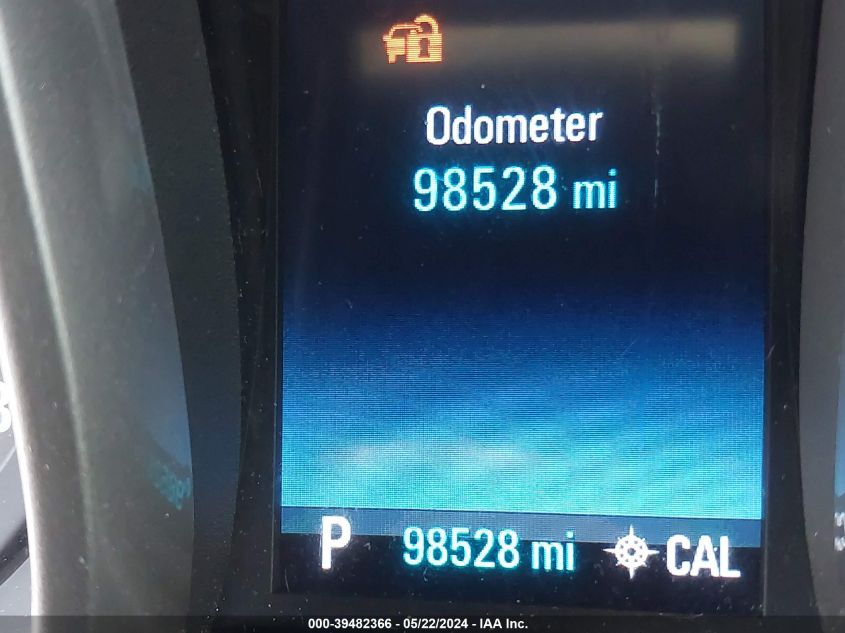 Odometer
98528 mi
P 98528 mi CAL
000-39482366 - 05/22/2024 - IAA Inc.